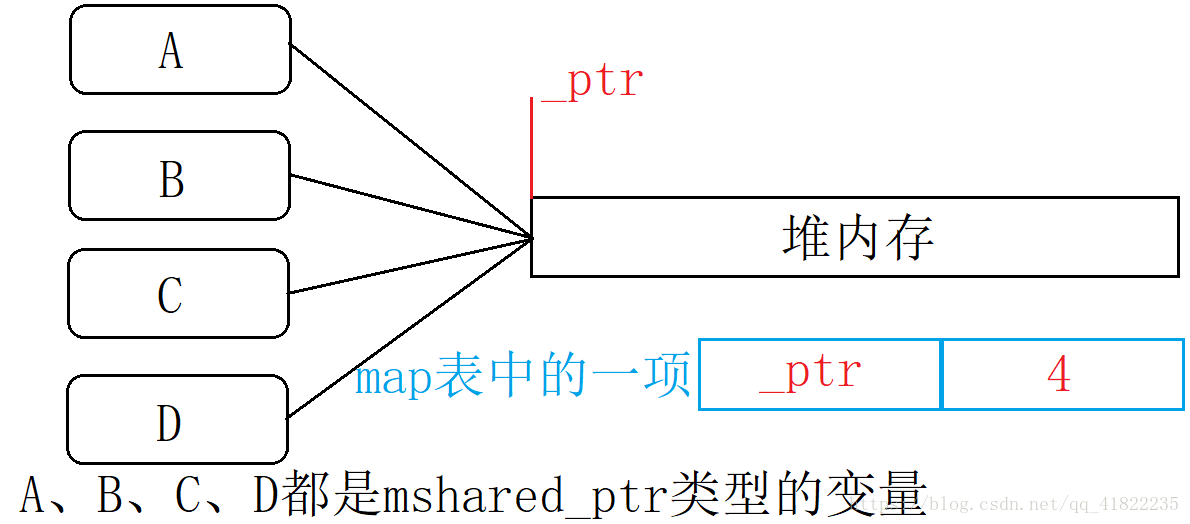 A
_ptr
B
堆内存
C
map表中的一项 _ptr 4
D
A、B、C、D都是mshared_ptr类型的变量
https://blog.csdn.net/qq_41822235